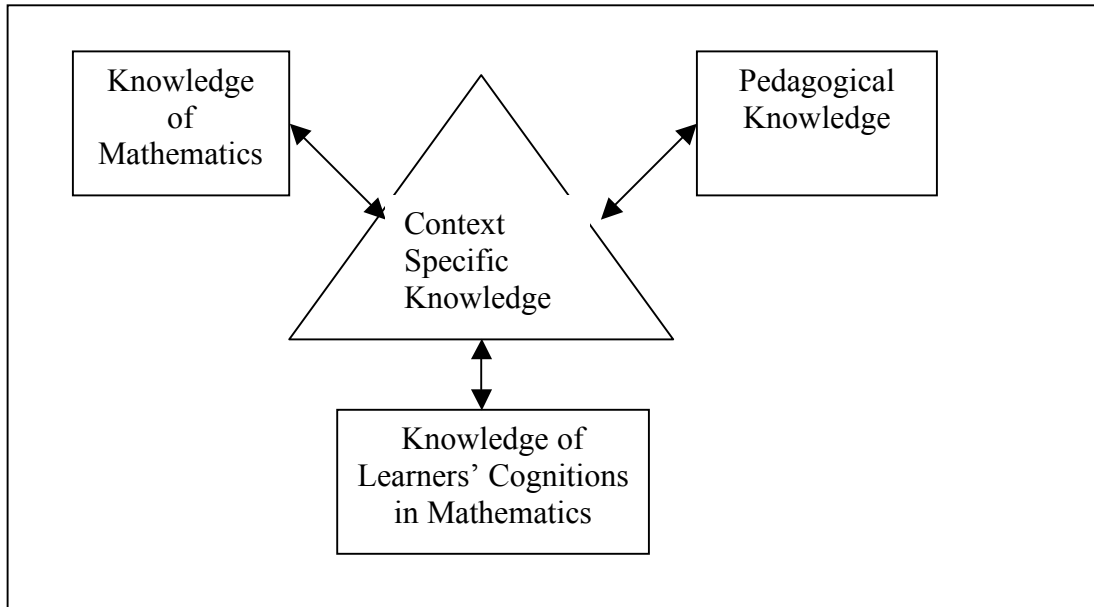 Knowledge
of
Mathematics
Pedagogical
Knowledge
Context
Specific
Knowledge
Knowledge of
Learners’ Cognitions
in Mathematics